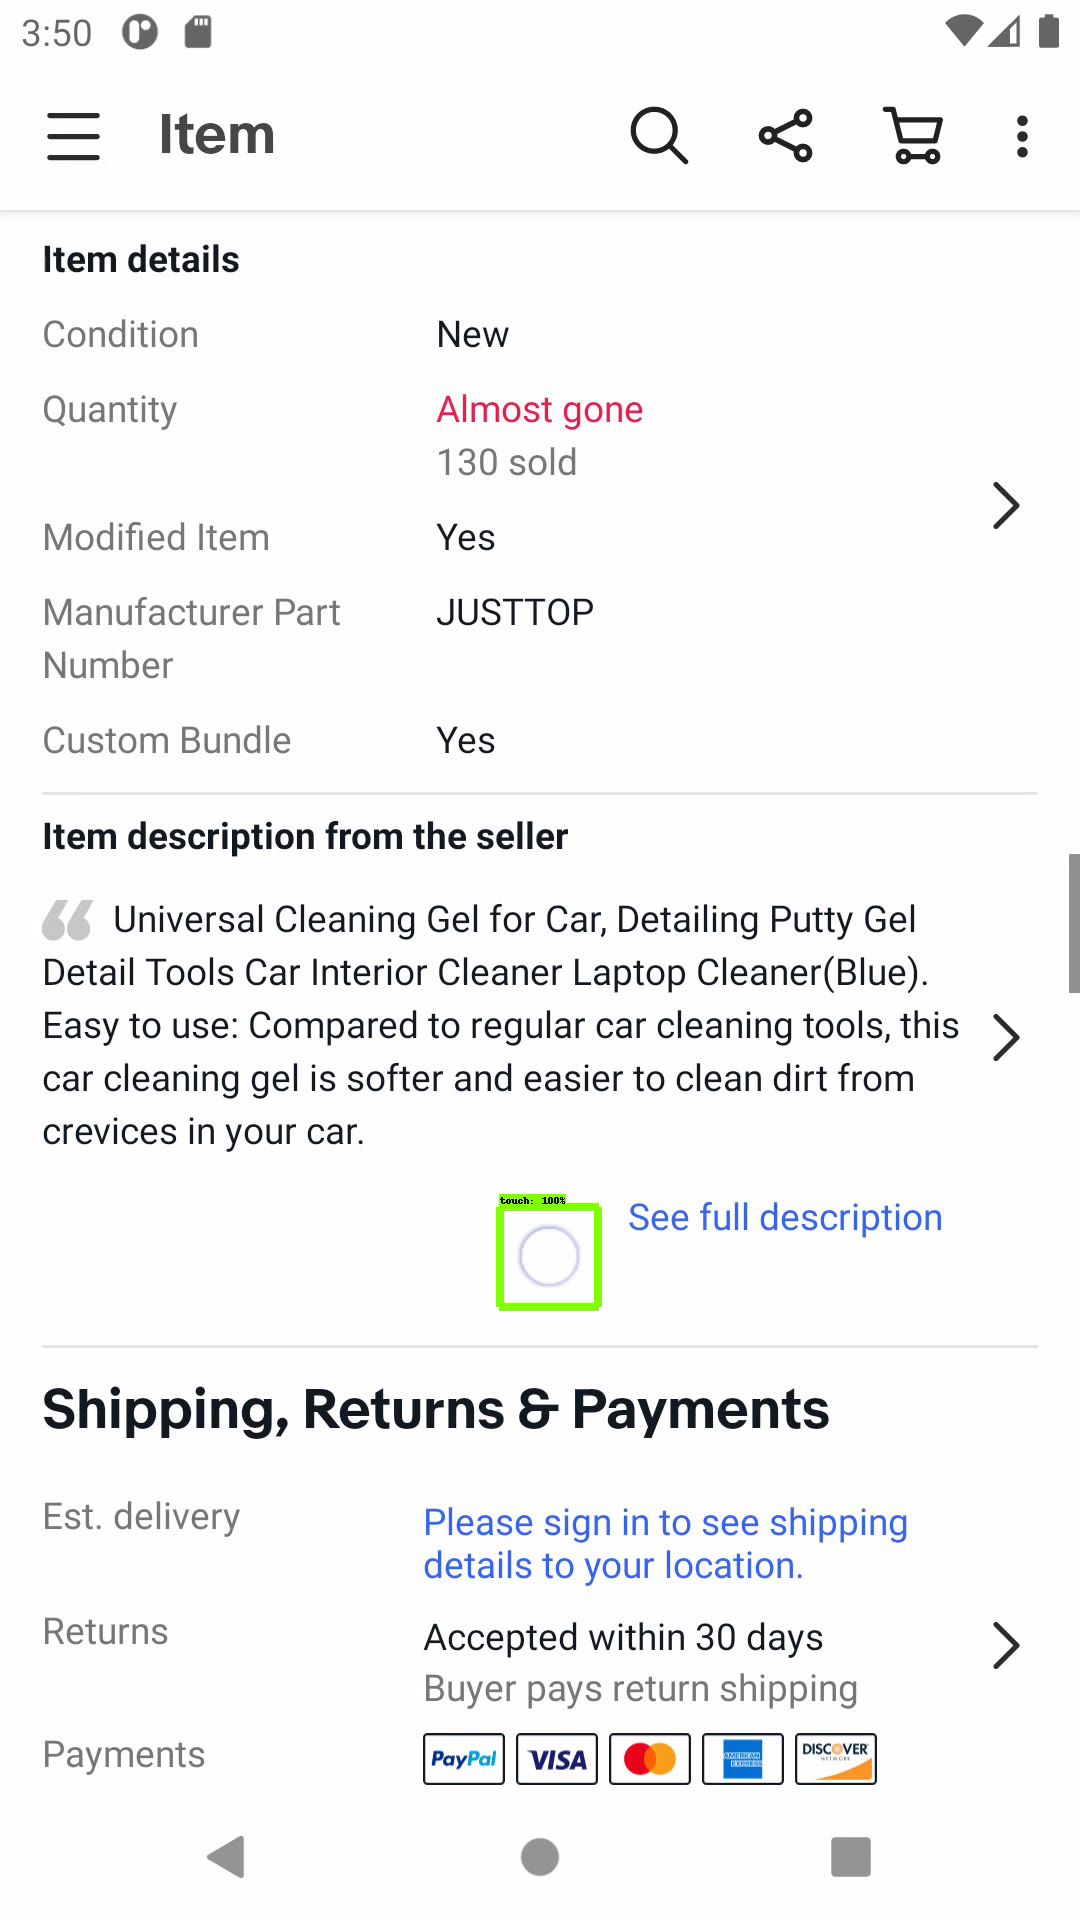 3:50
Item
Item details
Condition New
Quantity Almost gone
130 sold
Modified Item Yes
Manufacturer Part Number JUSTTOP
Custom Bundle Yes
Item description from the seller
Universal Cleaning Gel for Car, Detailing Putty Gel
Detail Tools Car Interior Cleaner Laptop Cleaner(Blue).
Easy to use: Compared to regular car cleaning tools, this
car cleaning gel is softer and easier to clean dirt from
crevices in your car.
touch: 100%
See full description
Shipping, Returns & Payments
Est. delivery Please sign in to see shipping
details to your location.
Returns Accepted within 30 days
Buyer pays return shipping
Payments PayPal VISA AMERICAN EXPRESS DISCOVER NETWORK